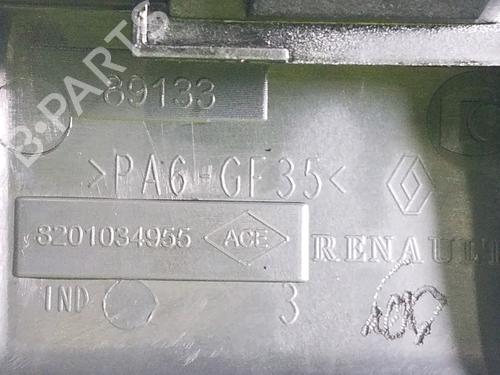 B-PARTS
89133
>PA6-GF35<
8201034955 ACE RENAULT
IND 3